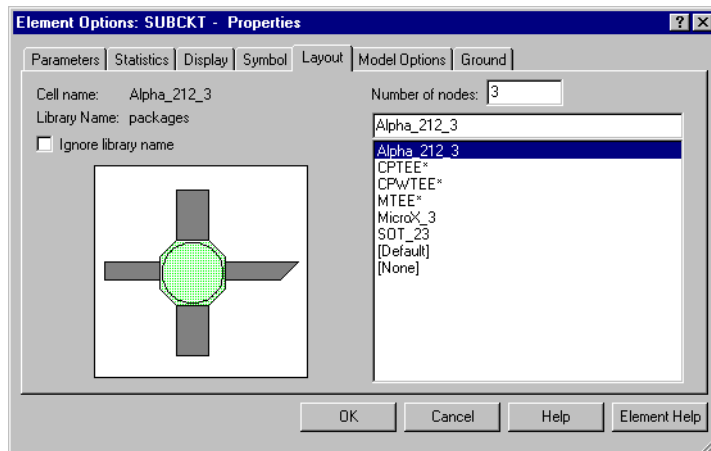 Element Options: SUBCKT - Properties
Parameters Statistics Display Symbol Layout Model Options Ground
Cell name: Alpha_212_3
Library Name: packages
Ignore library name
Number of nodes: 3
Alpha_212_3
Alpha_212_3
CPTEE*
CPWTEE*
MTEE*
MicroX_3
SOT_23
[Default]
[None]
OK Cancel Help Element Help